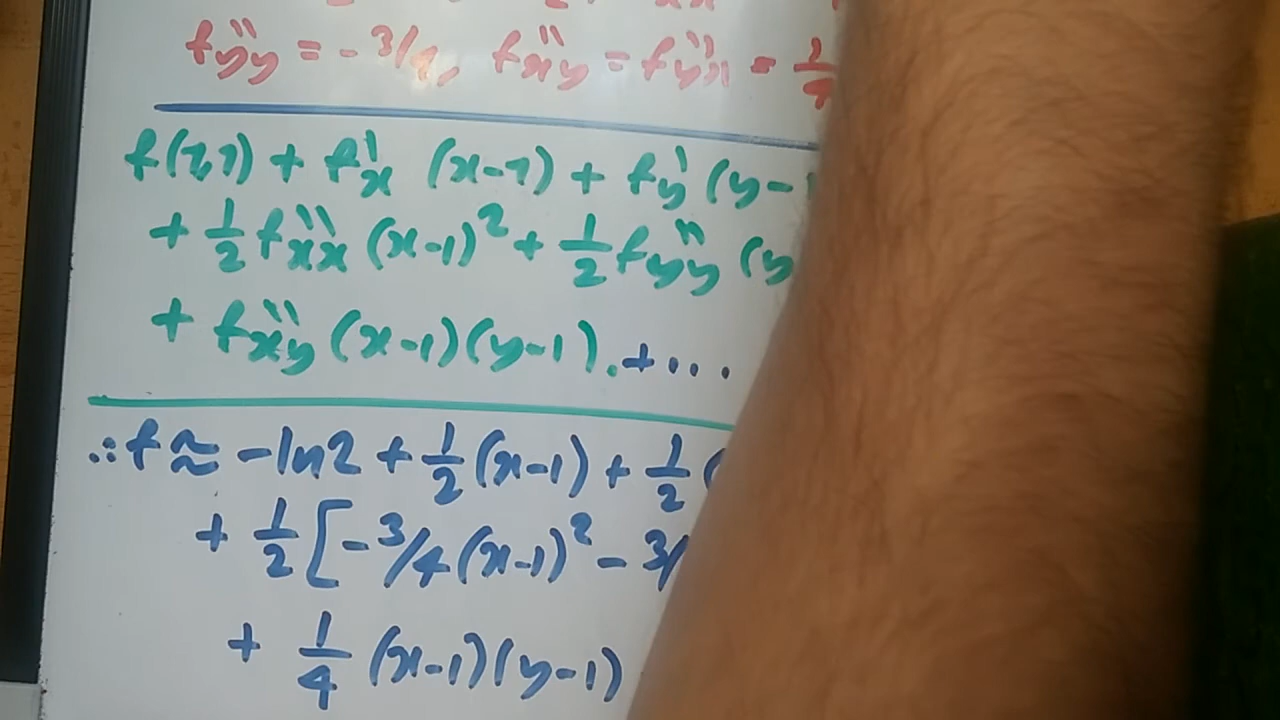 f''yy = -3/4, f''xy = f''yx = 1/4
f(1,1) + f'x (x-1) + f'y (y-1
+ 1/2 f''xx (x-1)² + 1/2 f''yy (y
+ f''xy (x-1)(y-1). + ...
∴ f ≈ -ln2 + 1/2 (x-1) + 1/2 (
+ 1/2 [-3/4 (x-1)² - 3/
+ 1/4 (x-1)(y-1)